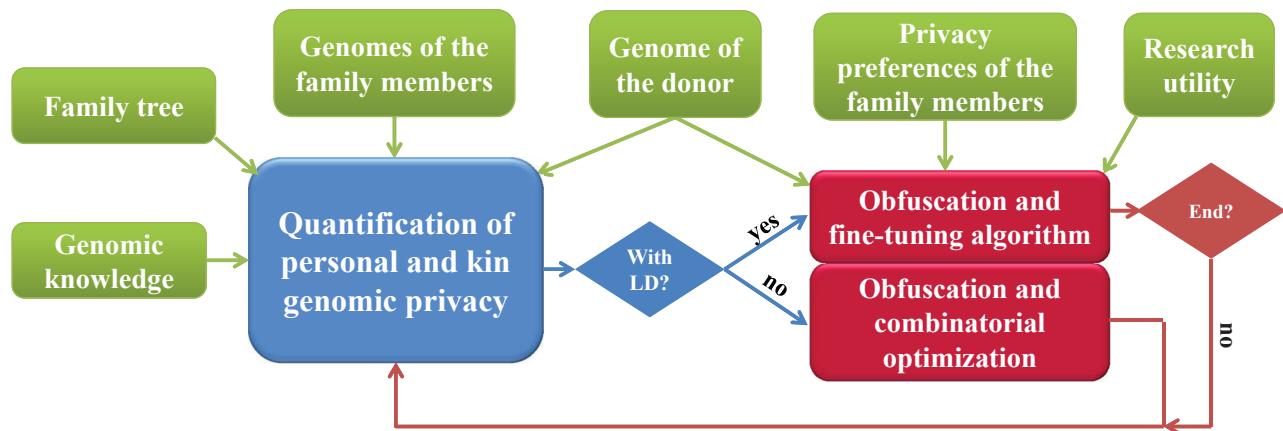 Family tree
Genomes of the
family members
Genome of
the donor
Privacy
preferences of the
family members
Research
utility
Genomic
knowledge
Quantification of
personal and kin
genomic privacy
With
LD?
yes
no
Obfuscation and
fine-tuning algorithm
Obfuscation and
combinatorial
optimization
End?
no